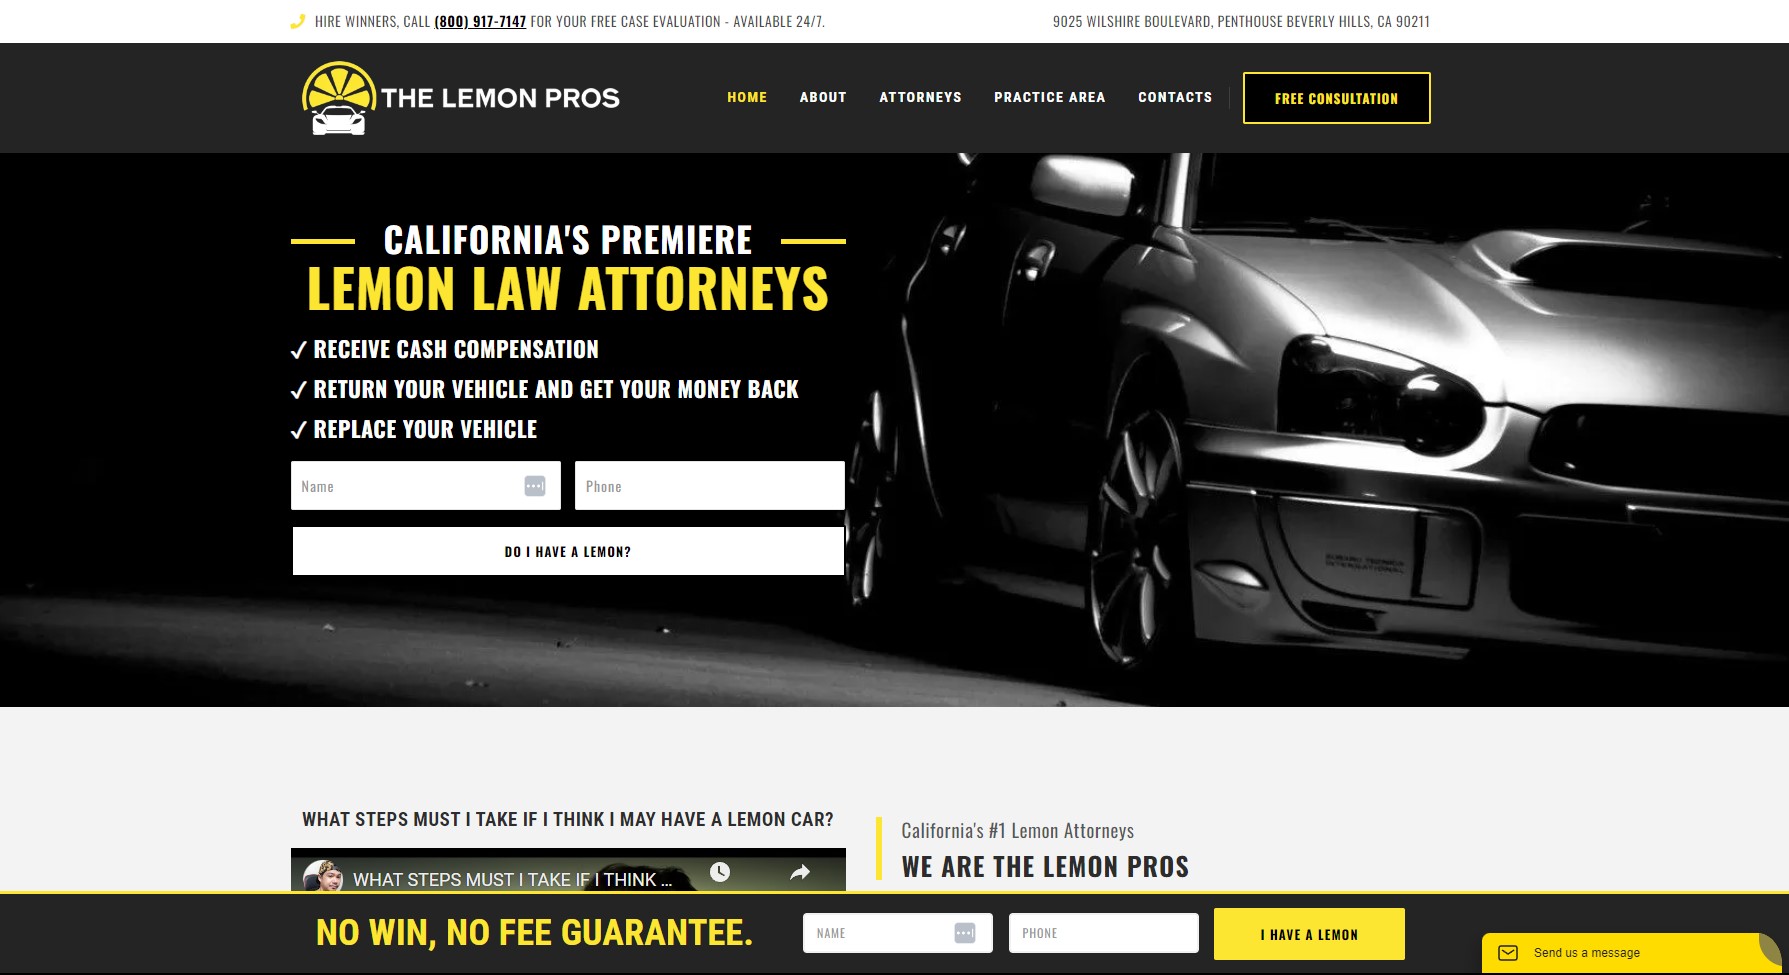 HIRE WINNERS, CALL (800) 917-7147 FOR YOUR FREE CASE EVALUATION - AVAILABLE 24/7.
9025 WILSHIRE BOULEVARD, PENTHOUSE BEVERLY HILLS, CA 90211
THE LEMON PROS
HOME ABOUT ATTORNEYS PRACTICE AREA CONTACTS
FREE CONSULTATION
CALIFORNIA'S PREMIERE
LEMON LAW ATTORNEYS
✓ RECEIVE CASH COMPENSATION
✓ RETURN YOUR VEHICLE AND GET YOUR MONEY BACK
✓ REPLACE YOUR VEHICLE
Name
Phone
DO I HAVE A LEMON?
SUBARU TECNICA
INTERNATIONAL
WHAT STEPS MUST I TAKE IF I THINK I MAY HAVE A LEMON CAR?
WHAT STEPS MUST I TAKE IF I THINK ...
California's #1 Lemon Attorneys
WE ARE THE LEMON PROS
NO WIN, NO FEE GUARANTEE.
NAME
PHONE
I HAVE A LEMON
Send us a message